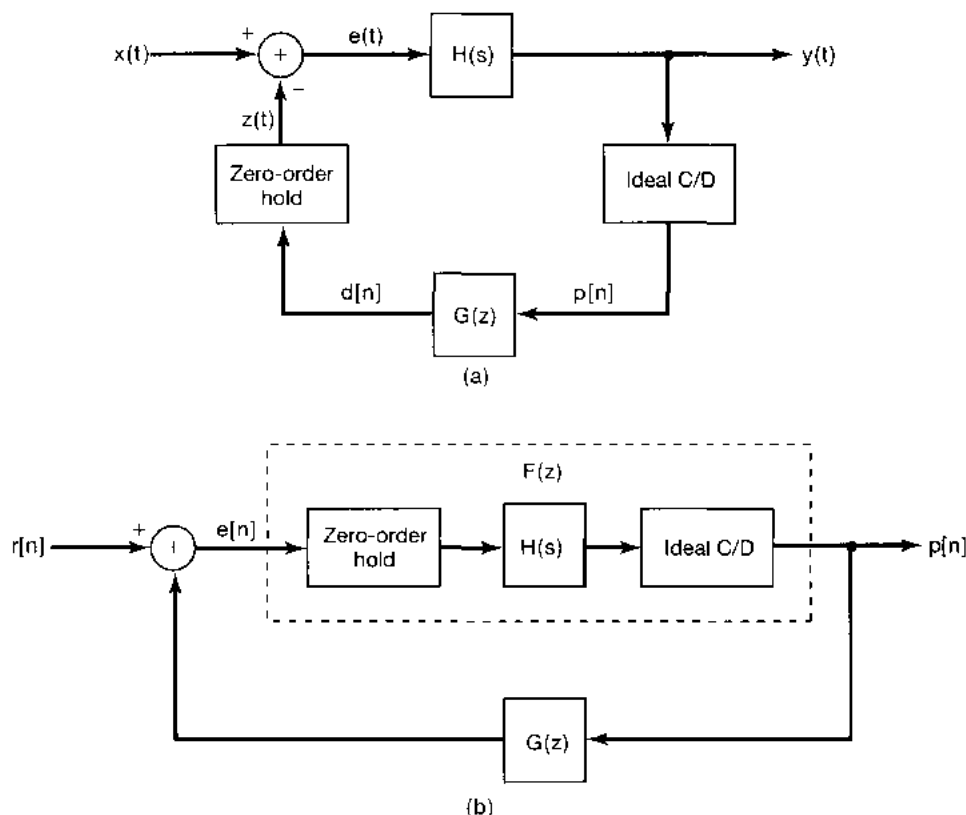 x(t)
+
+
e(t)
H(s)
y(t)
−
z(t)
Zero-order
hold
Ideal C/D
d[n]
G(z)
p[n]
(a)
F(z)
r[n]
+
+
e[n]
Zero-order
hold
H(s)
Ideal C/D
p[n]
G(z)
(b)